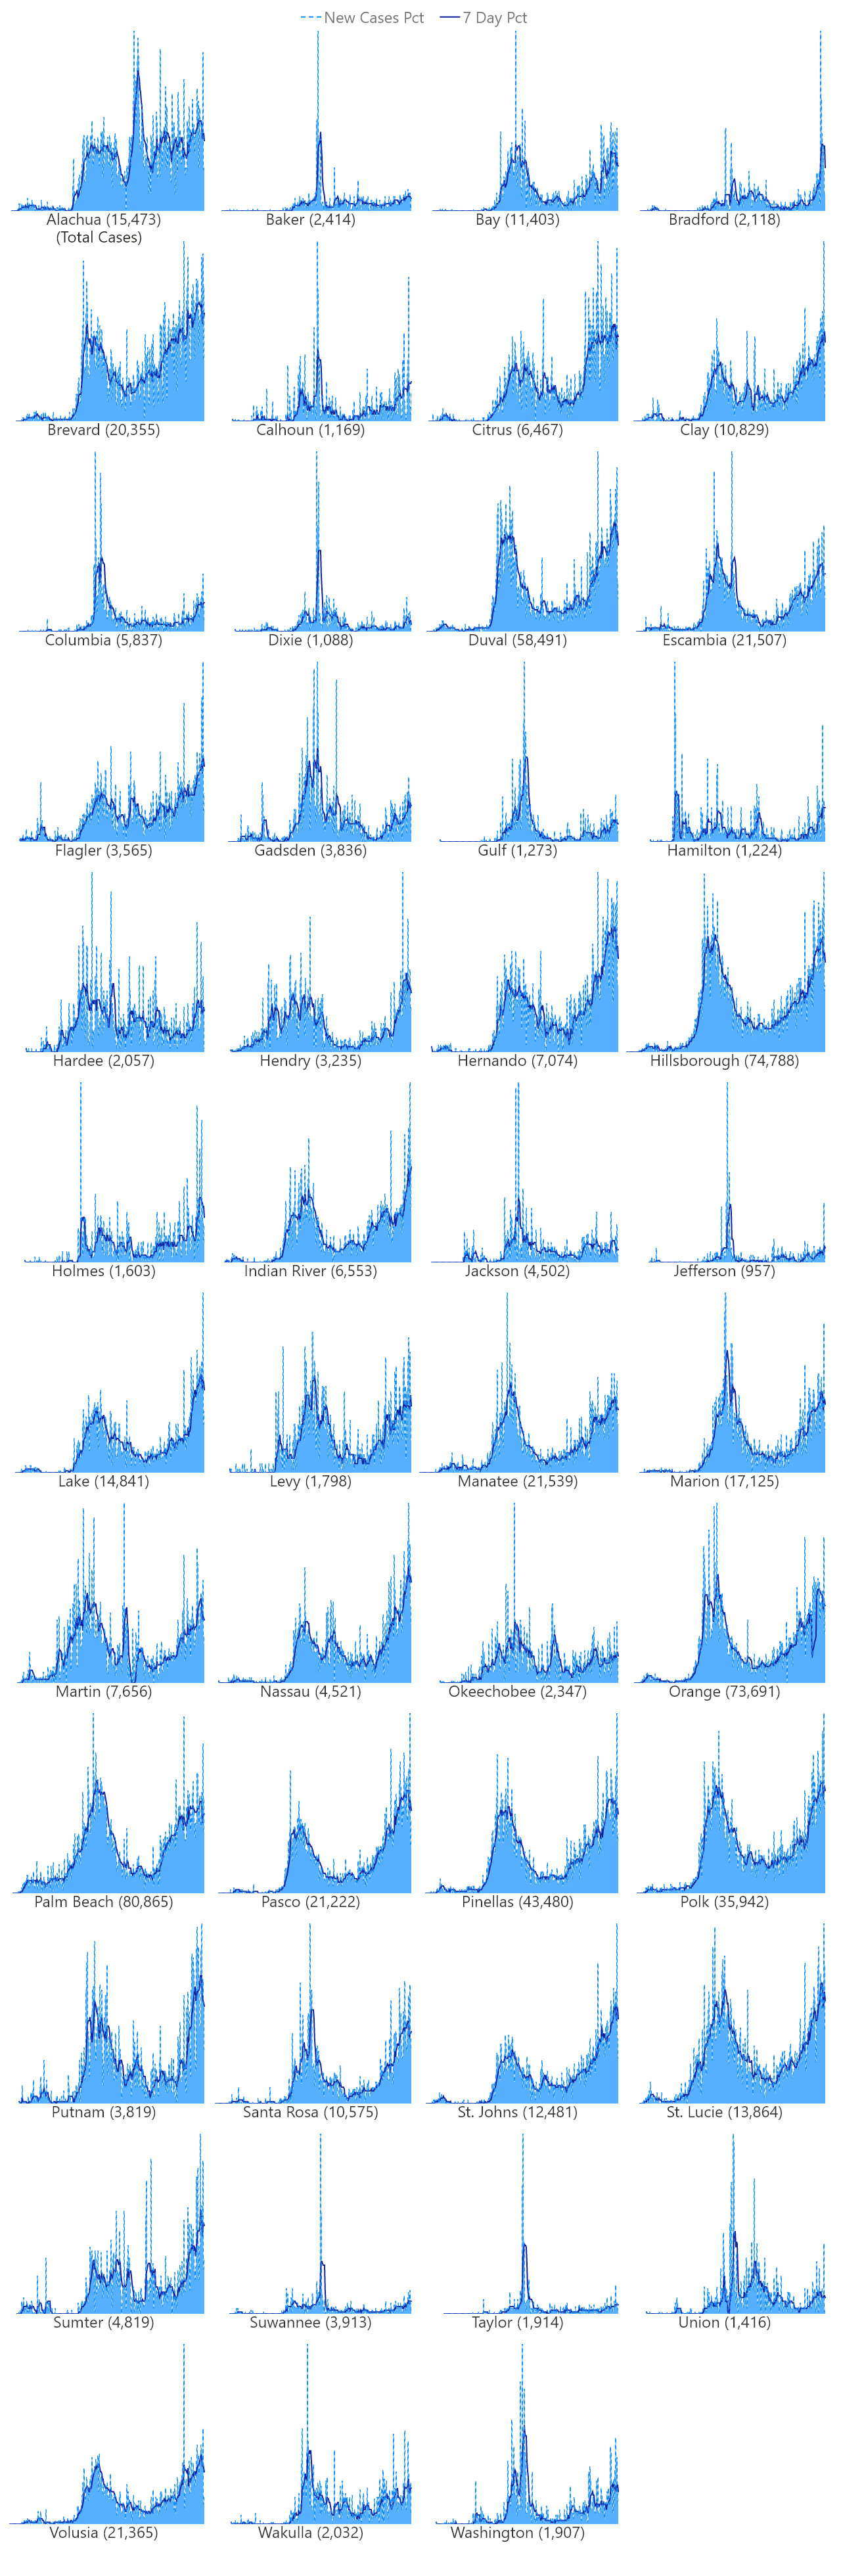 New Cases Pct 7 Day Pct
Alachua (15,473) Baker (2,414) Bay (11,403) Bradford (2,118)
(Total Cases)
Brevard (20,355) Calhoun (1,169) Citrus (6,467) Clay (10,829)
Columbia (5,837) Dixie (1,088) Duval (58,491) Escambia (21,507)
Flagler (3,565) Gadsden (3,836) Gulf (1,273) Hamilton (1,224)
Hardee (2,057) Hendry (3,235) Hernando (7,074) Hillsborough (74,788)
Holmes (1,603) Indian River (6,553) Jackson (4,502) Jefferson (957)
Lake (14,841) Levy (1,798) Manatee (21,539) Marion (17,125)
Martin (7,656) Nassau (4,521) Okeechobee (2,347) Orange (73,691)
Palm Beach (80,865) Pasco (21,222) Pinellas (43,480) Polk (35,942)
Putnam (3,819) Santa Rosa (10,575) St. Johns (12,481) St. Lucie (13,864)
Sumter (4,819) Suwannee (3,913) Taylor (1,914) Union (1,416)
Volusia (21,365) Wakulla (2,032) Washington (1,907)